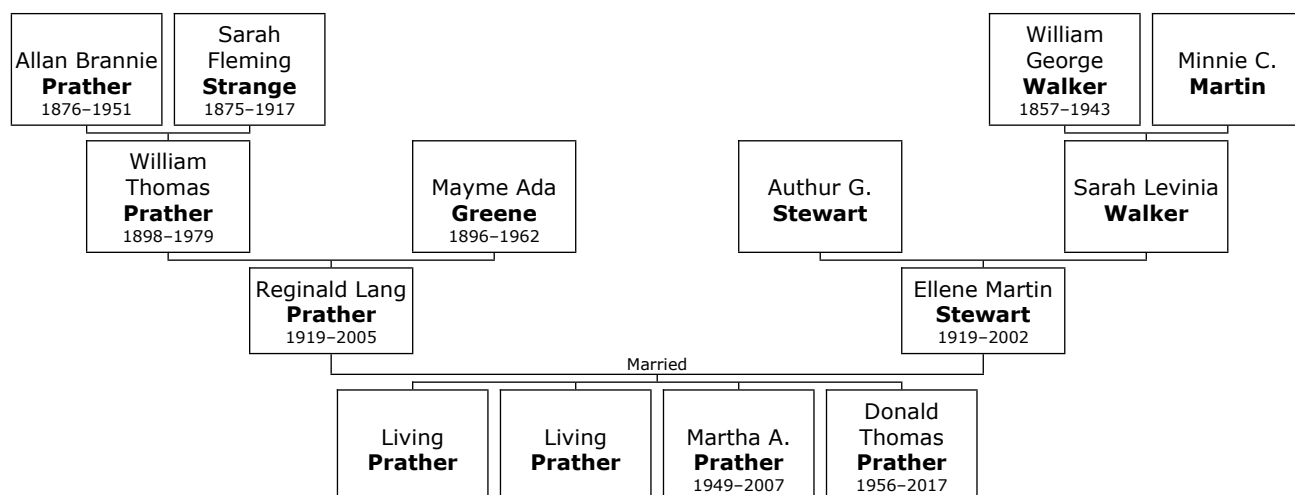 Allan Brannie
Prather
1876–1951
Sarah
Fleming
Strange
1875–1917
William
George
Walker
1857–1943
Minnie C.
Martin
William
Thomas
Prather
1898–1979
Mayme Ada
Greene
1896–1962
Authur G.
Stewart
Sarah Levinia
Walker
Reginald Lang
Prather
1919–2005
Ellene Martin
Stewart
1919–2002
Married
Living
Prather
Living
Prather
Martha A.
Prather
1949–2007
Donald
Thomas
Prather
1956–2017